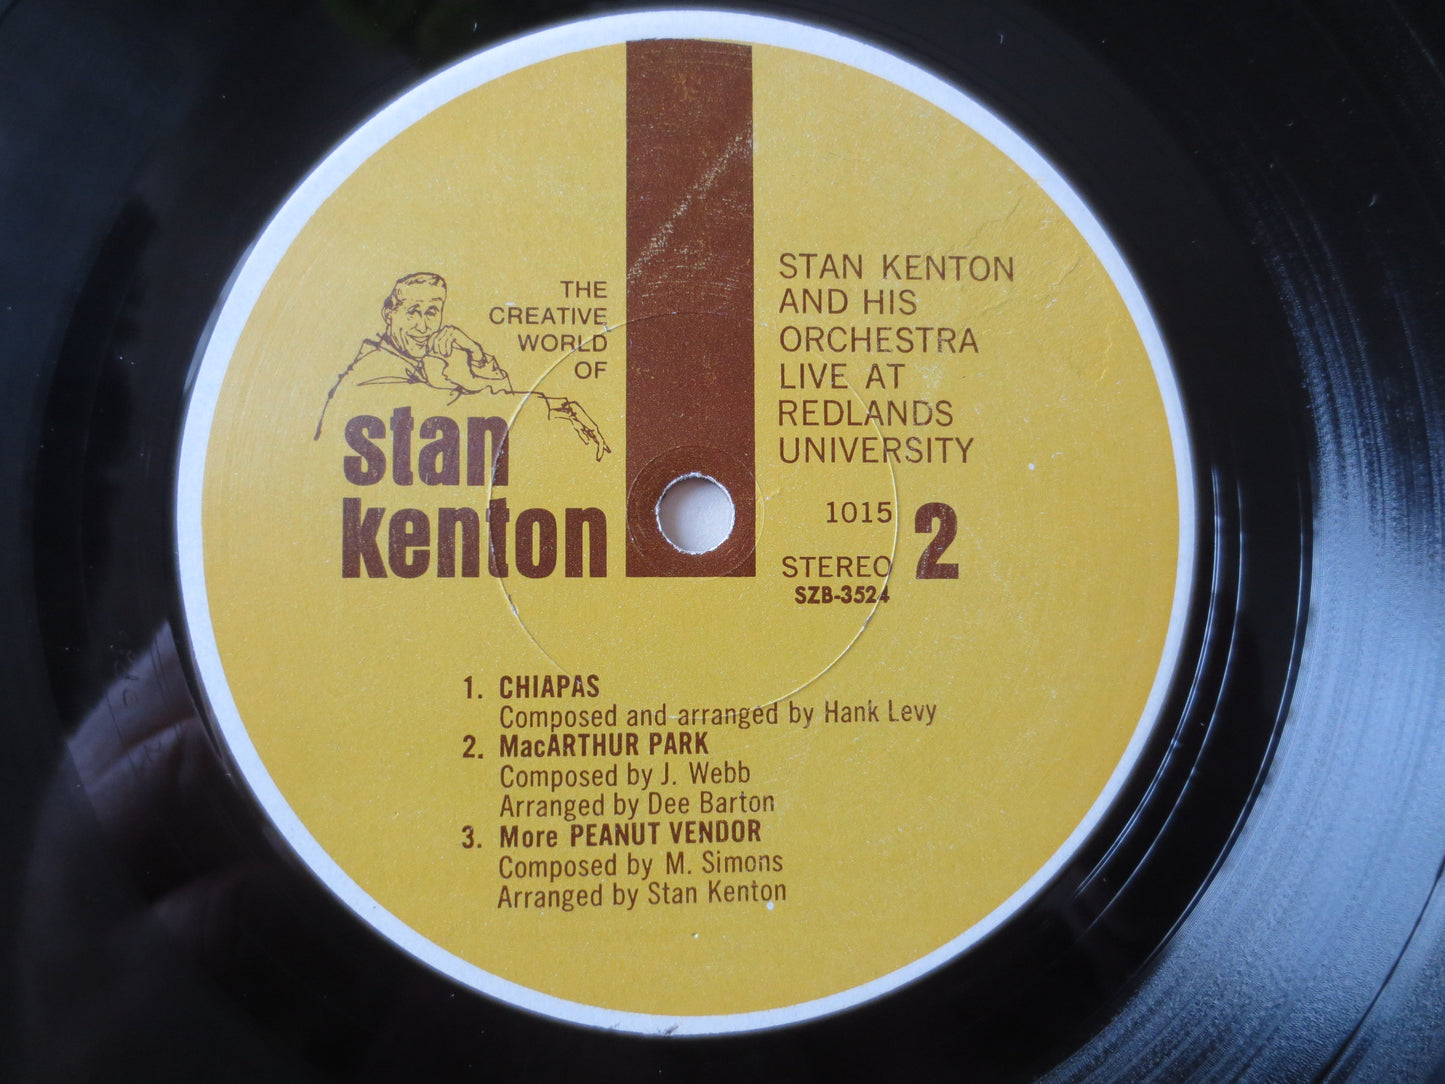 THE
CREATIVE
WORLD
OF
stan
kenton
STAN KENTON
AND HIS
ORCHESTRA
LIVE AT
REDLANDS
UNIVERSITY
1015
STEREO 2
SZB-3524
1. CHIAPAS
Composed and arranged by Hank Levy
2. MacARTHUR PARK
Composed by J. Webb
Arranged by Dee Barton
3. More PEANUT VENDOR
Composed by M. Simons
Arranged by Stan Kenton